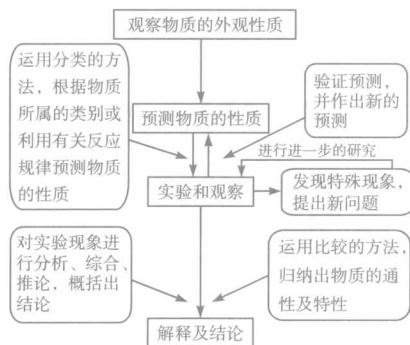 观察物质的外观性质
运用分类的方
法，根据物质
所属的类别或
利用有关反应
规律预测物质
的性质
预测物质的性质
验证预测，
并作出新的
预测
进行进一步的研究
实验和观察
发现特殊现象，
提出新问题
对实验现象进
行分析、综合、
推论，概括出
结论
运用比较的方法，
归纳出物质的通
性及特性
解释及结论